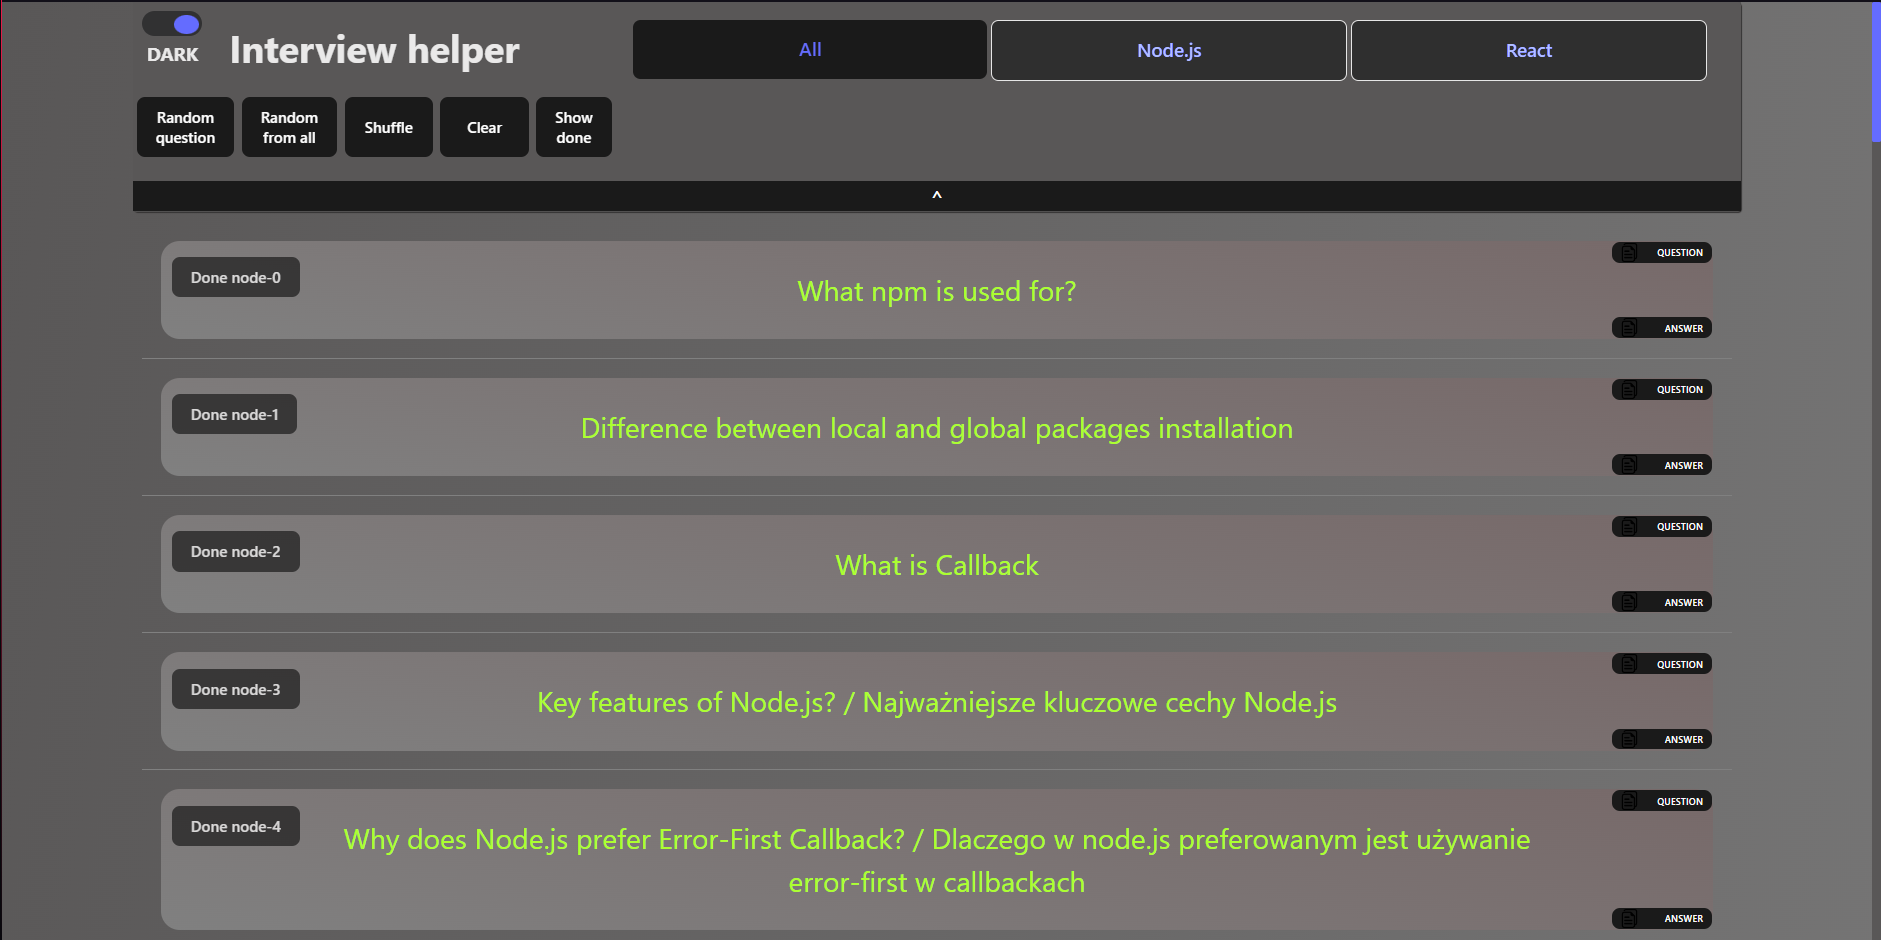 DARK
Interview helper
All
Node.js
React
Random
question
Random
from all
Shuffle
Clear
Show
done
^
Done node-0
What npm is used for?
QUESTION
ANSWER
Done node-1
Difference between local and global packages installation
QUESTION
ANSWER
Done node-2
What is Callback
QUESTION
ANSWER
Done node-3
Key features of Node.js? / Najważniejsze kluczowe cechy Node.js
QUESTION
ANSWER
Done node-4
Why does Node.js prefer Error-First Callback? / Dlaczego w node.js preferowanym jest używanie
error-first w callbackach
QUESTION
ANSWER